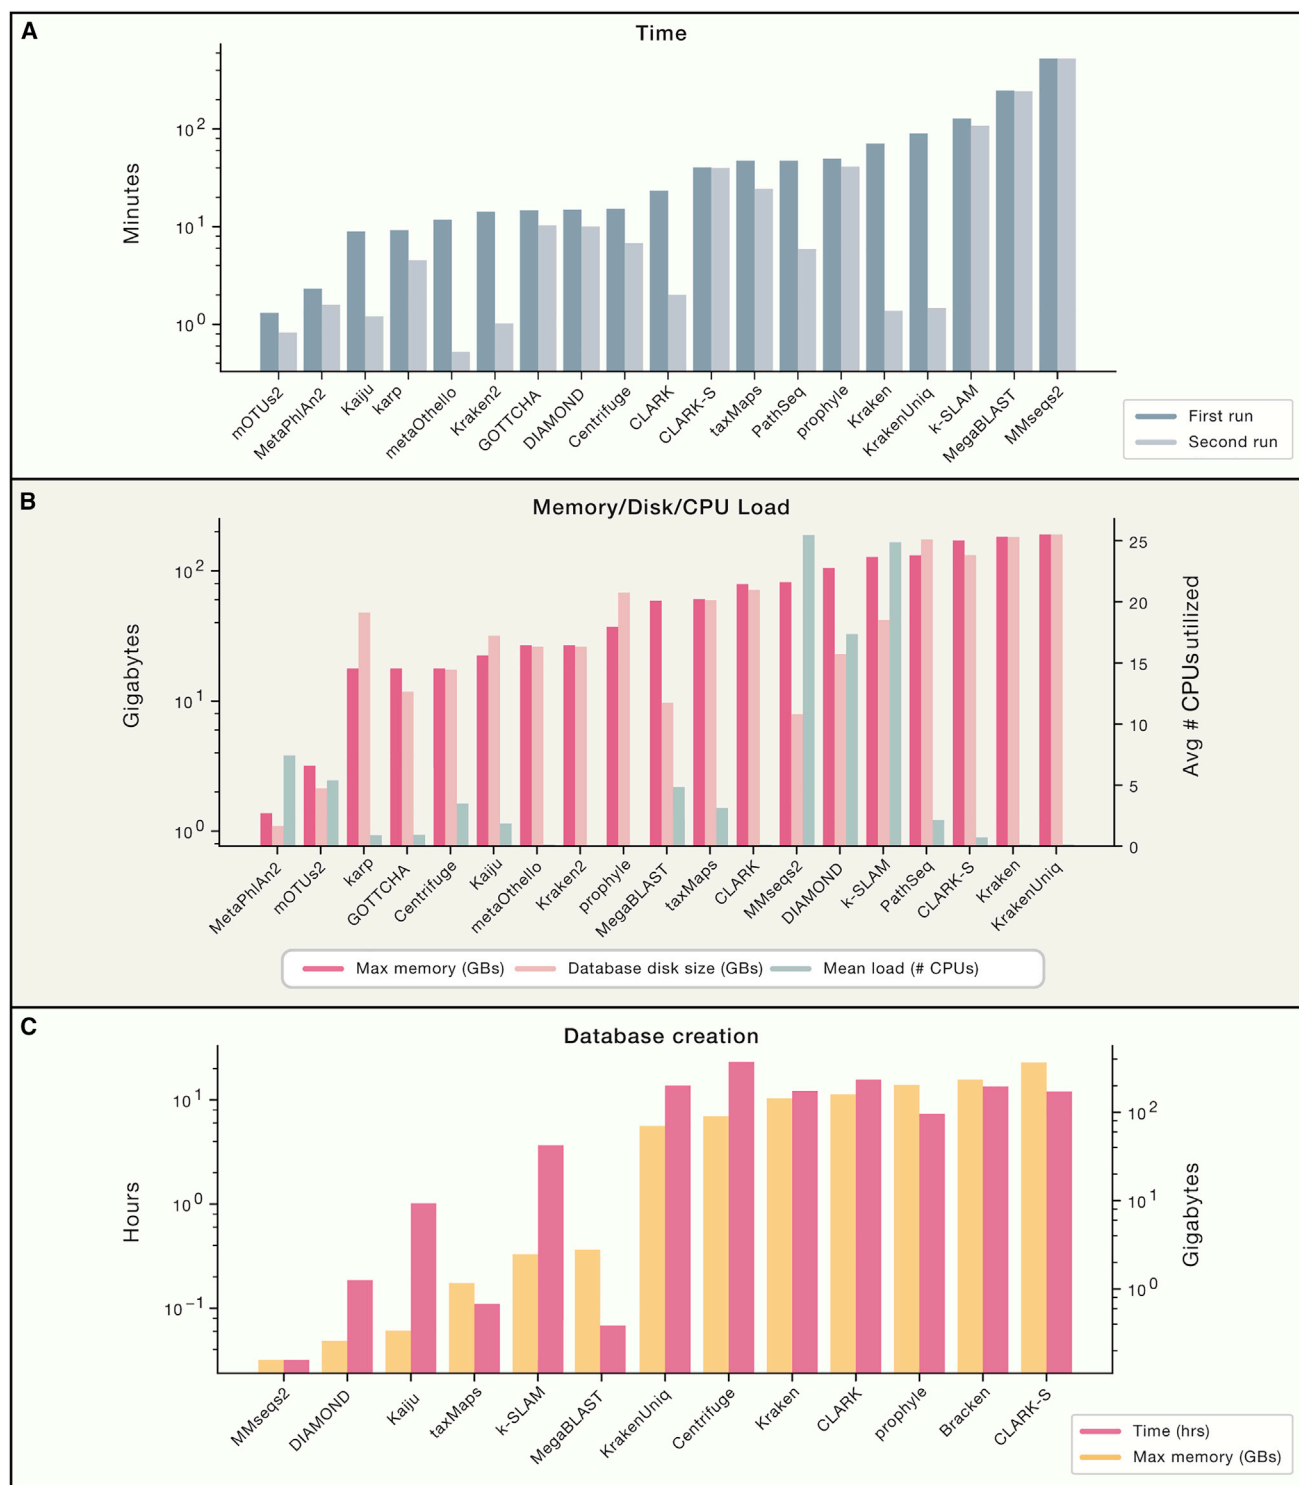 A
Time
Minutes
10^2
10^1
10^0
mOTUs2
MetaPhlAn2
Kaiju
karp
metaOthello
Kraken2
GOTTCHA
DIAMOND
Centrifuge
CLARK
CLARK-S
taxMaps
PathSeq
prophyle
Kraken
KrakenUniq
k-SLAM
MegaBLAST
MMseqs2
First run
Second run
B
Memory/Disk/CPU Load
Gigabytes
10^2
10^1
10^0
25
20
15
10
5
0
Avg # CPUsutilized
MetaPhlAn2
mOTUs2
karp
GOTTCHA
Centrifuge
Kaiju
metaOthello
Kraken2
prophyle
MegaBLAST
taxMaps
CLARK
MMseqs2
DIAMOND
k-SLAM
PathSeq
CLARK-S
Kraken
KrakenUniq
Max memory (GBs) Database disk size (GBs) Mean load (# CPUs)
C
Database creation
Hours
10^1
10^0
10^−1
10^2
10^1
10^0
Gigabytes
MMseqs2
DIAMOND
Kaiju
taxMaps
k-SLAM
MegaBLAST
KrakenUniq
Centrifuge
Kraken
CLARK
prophyle
Bracken
CLARK-S
Time (hrs)
Max memory (GBs)